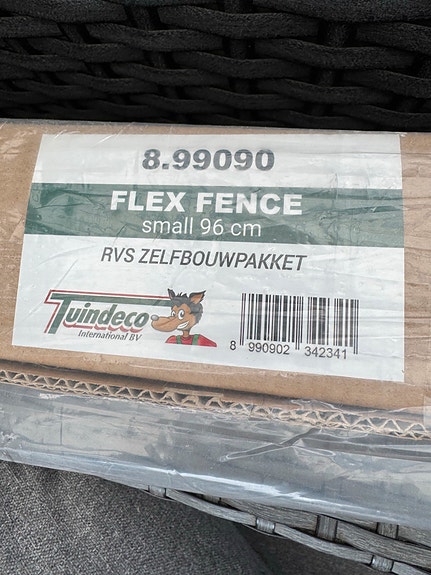 8.99090
FLEX FENCE
small 96 cm
RVS ZELFBOUWPAKKET
Tuindeco
International BV
8 990902 342341